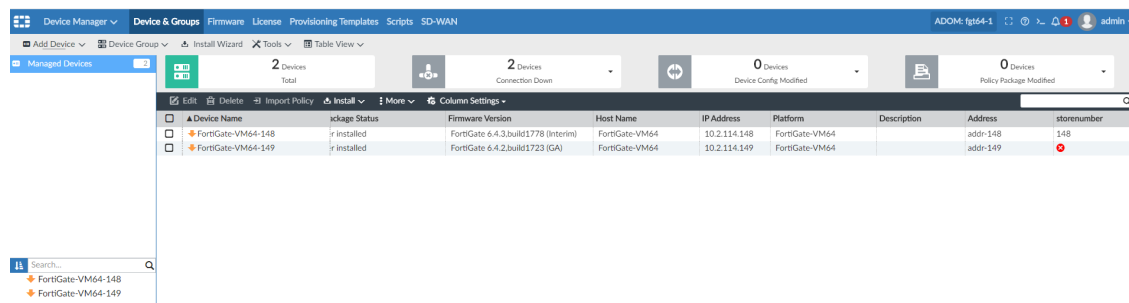 Device Manager Device & Groups Firmware License Provisioning Templates Scripts SD-WAN ADOM: fgt64-1 1 admin
Add Device Device Group Install Wizard Tools Table View
Managed Devices 2
2 Devices
Total
2 Devices
Connection Down
0 Devices
Device Config Modified
0 Devices
Policy Package Modified
Edit Delete Import Policy Install More Column Settings
Device Name ackage Status Firmware Version Host Name IP Address Platform Description Address storenumber
FortiGate-VM64-148 r installed FortiGate 6.4.3,build1778 (Interim) FortiGate-VM64 10.2.114.148 FortiGate-VM64 addr-148 148
FortiGate-VM64-149 r installed FortiGate 6.4.2,build1723 (GA) FortiGate-VM64 10.2.114.149 FortiGate-VM64 addr-149
Search...
FortiGate-VM64-148
FortiGate-VM64-149